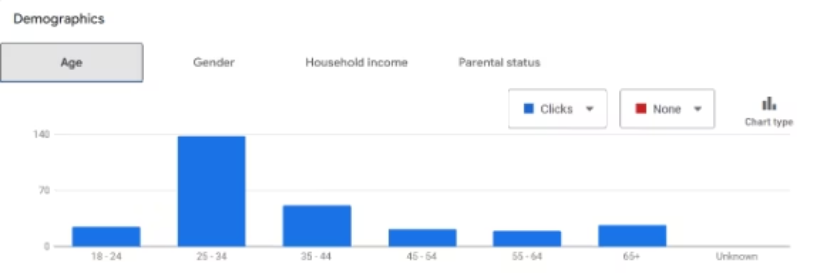 Demographics
Age Gender Household income Parental status
Clicks None Chart type
140
70
0
18 - 24 25 - 34 35 - 44 45 - 54 55 - 64 65+ Unknown